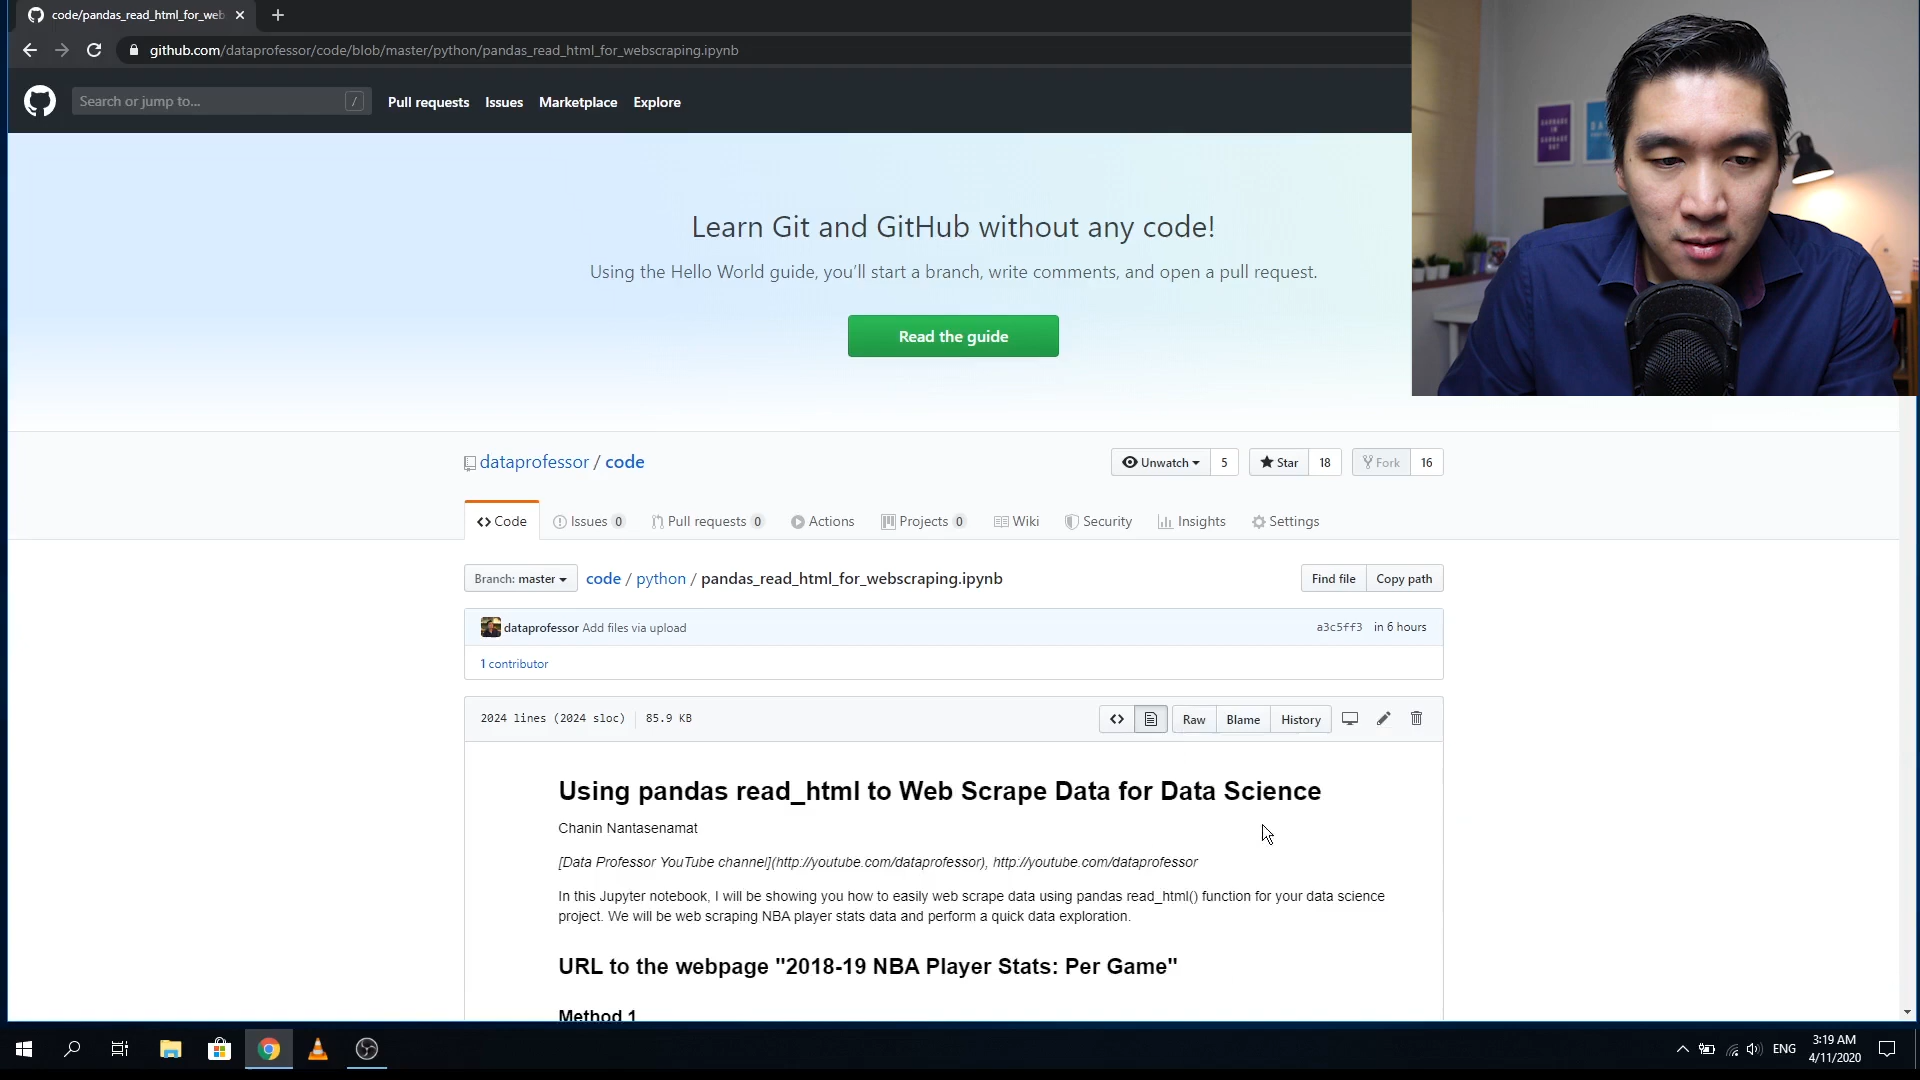 code/pandas_read_html_for_web
github.com/dataprofessor/code/blob/master/python/pandas_read_html_for_webscraping.ipynb
Search or jump to... / Pull requests Issues Marketplace Explore
Learn Git and GitHub without any code!
Using the Hello World guide, you'll start a branch, write comments, and open a pull request.
Read the guide
dataprofessor / code Unwatch 5 Star 18 Fork 16
Code Issues 0 Pull requests 0 Actions Projects 0 Wiki Security Insights Settings
Branch: master code / python / pandas_read_html_for_webscraping.ipynb Find file Copy path
dataprofessor Add files via upload a3c5ff3 in 6 hours
1 contributor
2024 lines (2024 sloc) 85.9 KB Raw Blame History
Using pandas read_html to Web Scrape Data for Data Science
Chanin Nantasenamat
[Data Professor YouTube channel](http://youtube.com/dataprofessor), http://youtube.com/dataprofessor
In this Jupyter notebook, I will be showing you how to easily web scrape data using pandas read_html() function for your data science
project. We will be web scraping NBA player stats data and perform a quick data exploration.
URL to the webpage "2018-19 NBA Player Stats: Per Game"
Method 1
ENG 3:19 AM
4/11/2020